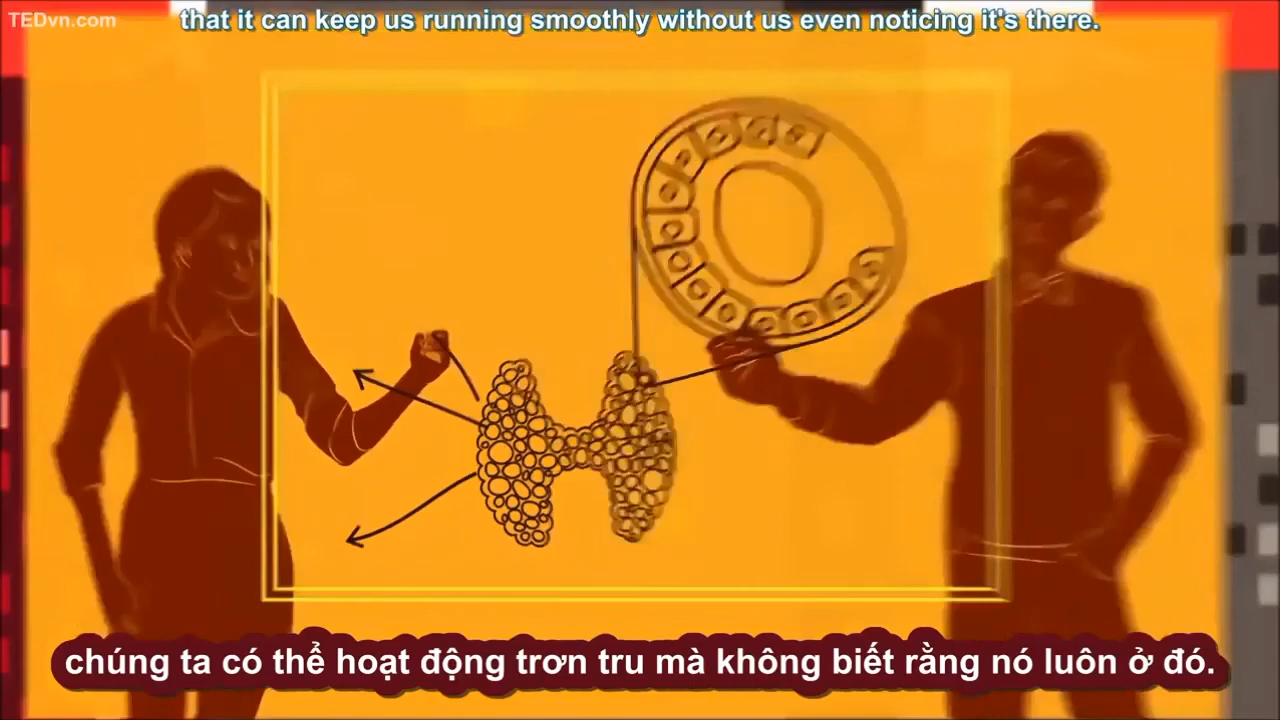 TEDvn.com
that it can keep us running smoothly without us even noticing it's there.
chúng ta có thể hoạt động trơn tru mà không biết rằng nó luôn ở đó.